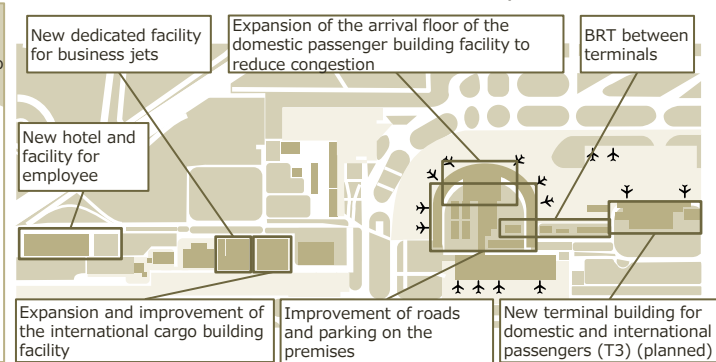 New dedicated facility
for business jets
Expansion of the arrival floor of the
domestic passenger building facility to
reduce congestion
BRT between
terminals
New hotel and
facility for
employee
Expansion and improvement of
the international cargo building
facility
Improvement of roads
and parking on the
premises
New terminal building for
domestic and international
passengers (T3) (planned)